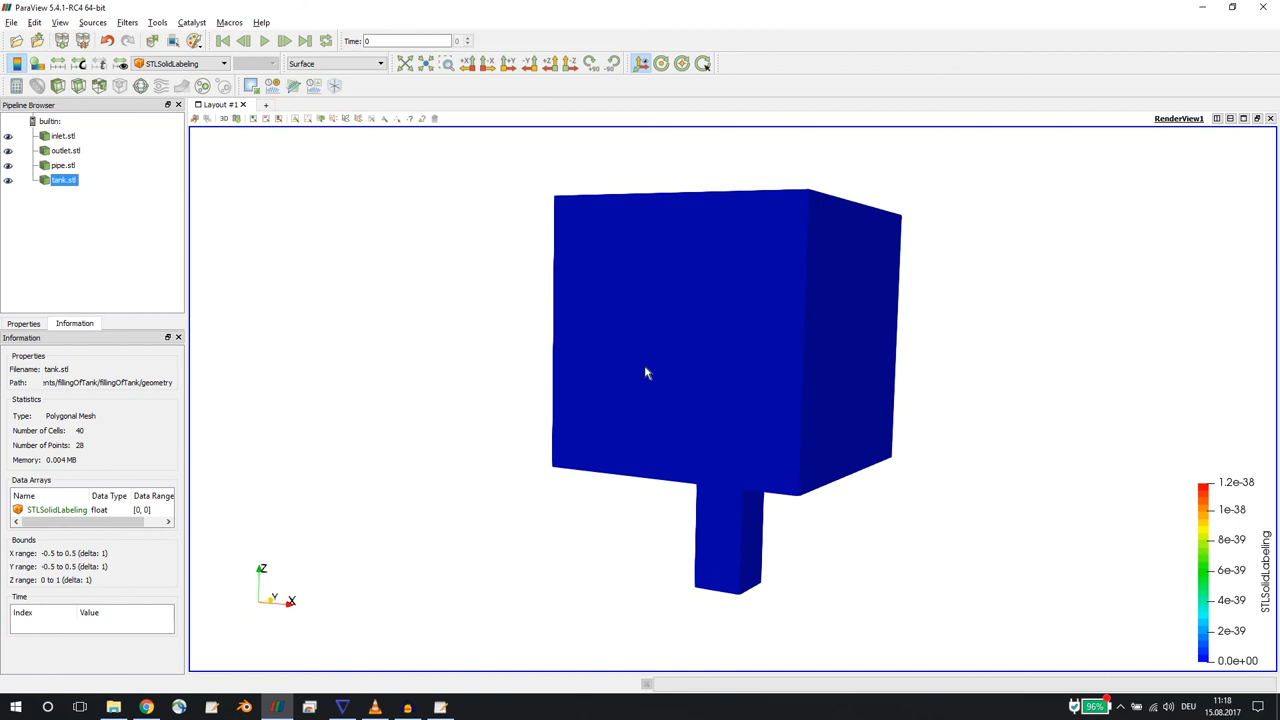 ParaView 5.4.1-RC4 64-bit
File Edit View Sources Filters Tools Catalyst Macros Help
Time: 0 0
STLSolidLabeling Surface
+X -X +Y -Y +Z -Z +90 -90
Pipeline Browser
Layout #1
builtin:
3D
RenderView1
inlet.stl
outlet.stl
pipe.stl
tank.stl
Properties Information
Information
Properties
Filename: tank.stl
Path: nts/fillingOfTank/fillingOfTank/geometry
Statistics
Type: Polygonal Mesh
Number of Cells: 40
Number of Points: 28
Memory: 0.004 MB
Data Arrays
Name Data Type Data Range
STLSolidLabeling float [0, 0]
Bounds
X range: -0.5 to 0.5 (delta: 1)
Y range: -0.5 to 0.5 (delta: 1)
Z range: 0 to 1 (delta: 1)
Time
Index Value
Z
Y X
1.2e-38
1e-38
8e-39
6e-39
4e-39
2e-39
0.0e+00
STLSolidLabeling
96% DEU 11:18
15.08.2017